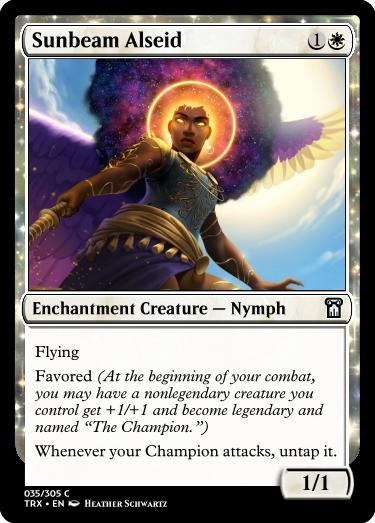 Sunbeam Alseid 1
Enchantment Creature — Nymph
Flying
Favored (At the beginning of your combat,
you may have a nonlegendary creature you
control get +1/+1 and become legendary and
named “The Champion.”)
Whenever your Champion attacks, untap it.
1/1
035/305 C
TRX • EN Heather Schwartz